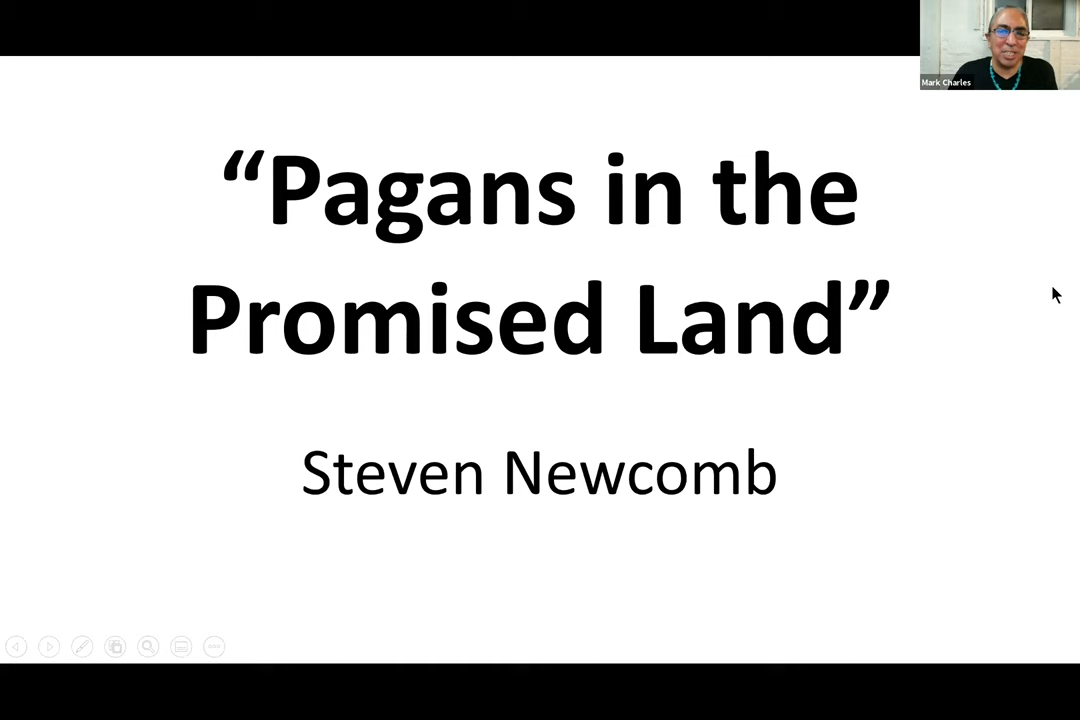 Mark Charles
“Pagans in the
Promised Land”
Steven Newcomb